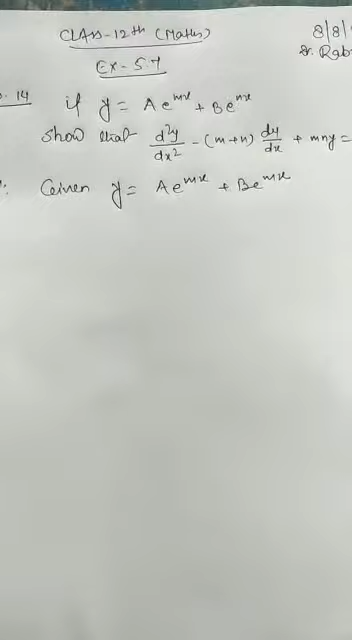 CLASS-12th (Maths)
8/8/
Ex-5.7
14 if y = Ae^mx + Be^nx
show that d²y/dx² - (m+n) dy/dx + mny =
Given y = Ae^mx + Be^mx